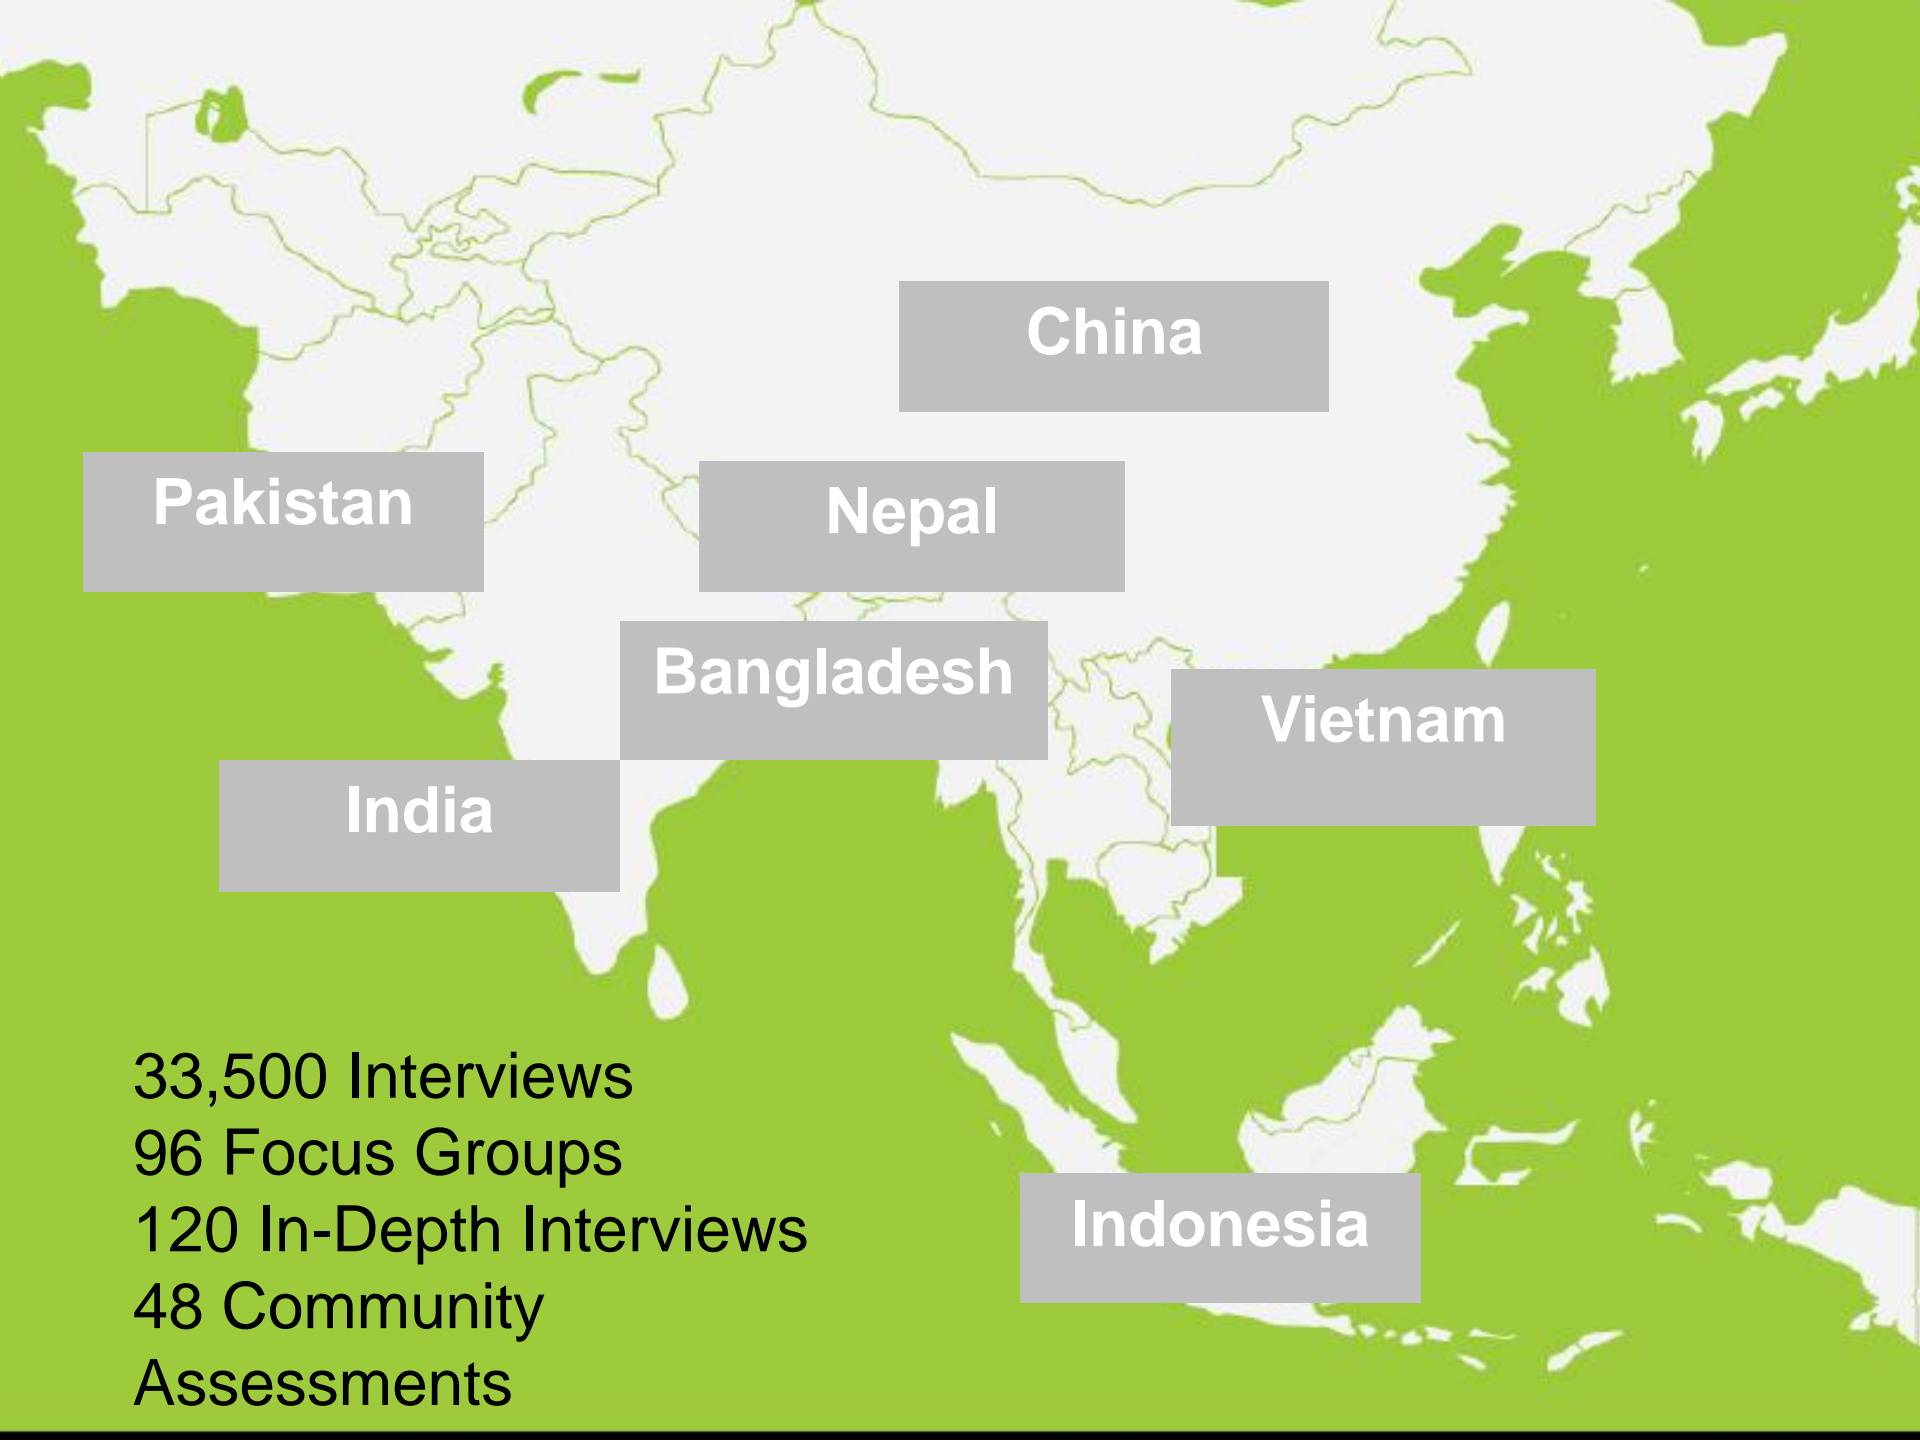 China
Pakistan
Nepal
Bangladesh
Vietnam
India
33,500 Interviews
96 Focus Groups
120 In-Depth Interviews
48 Community
Assessments
Indonesia